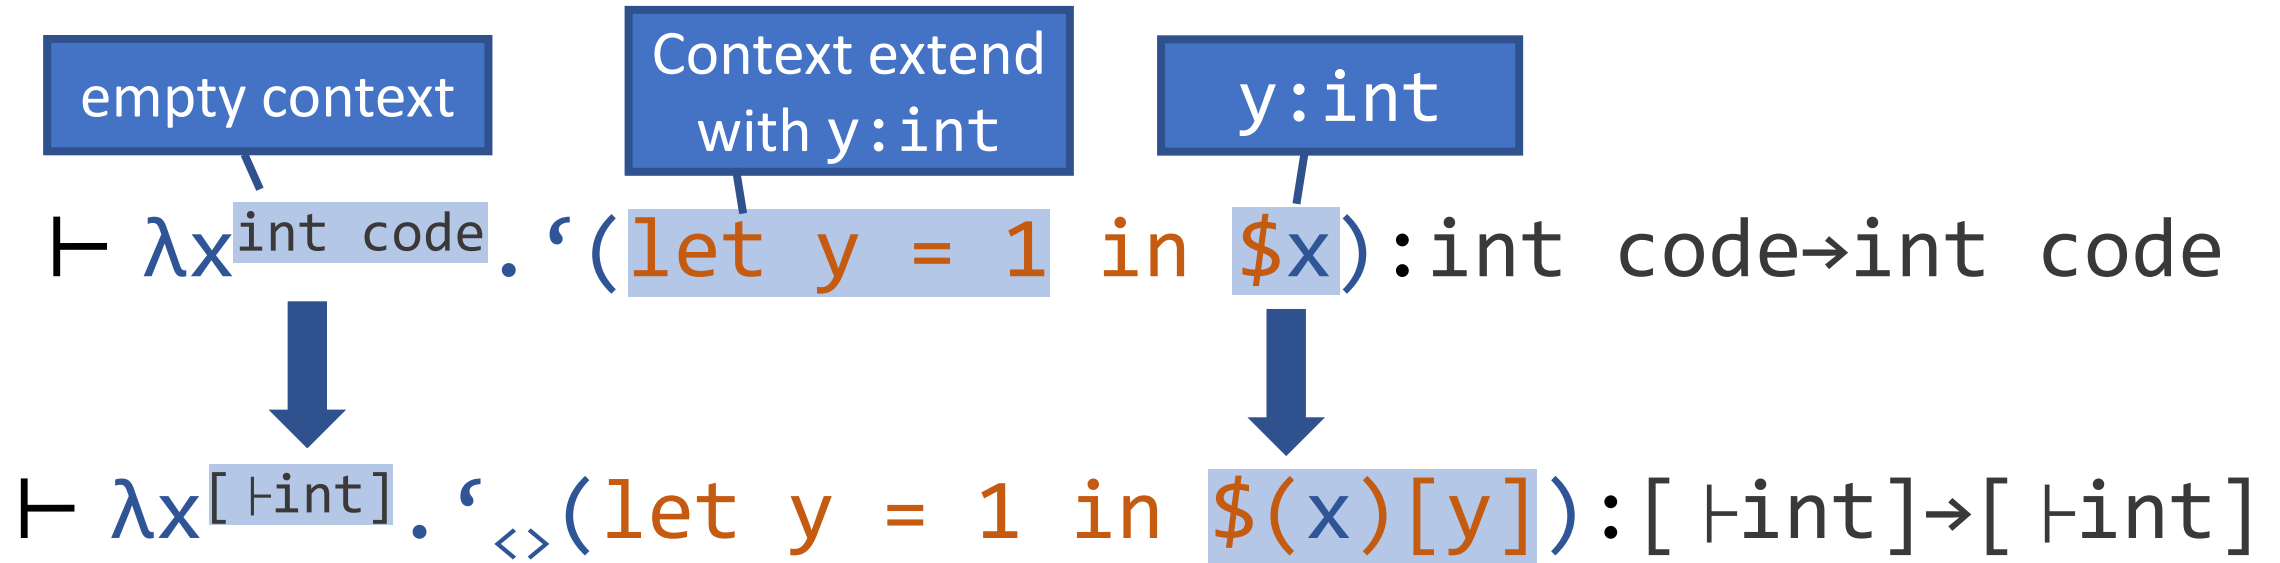 empty context
Context extend
with y:int
y:int
⊢ λx^int code.‘(let y = 1 in $x):int code→int code
⊢ λx^[⊢int].‘<>(let y = 1 in $(x)[y]):[⊢int]→[⊢int]